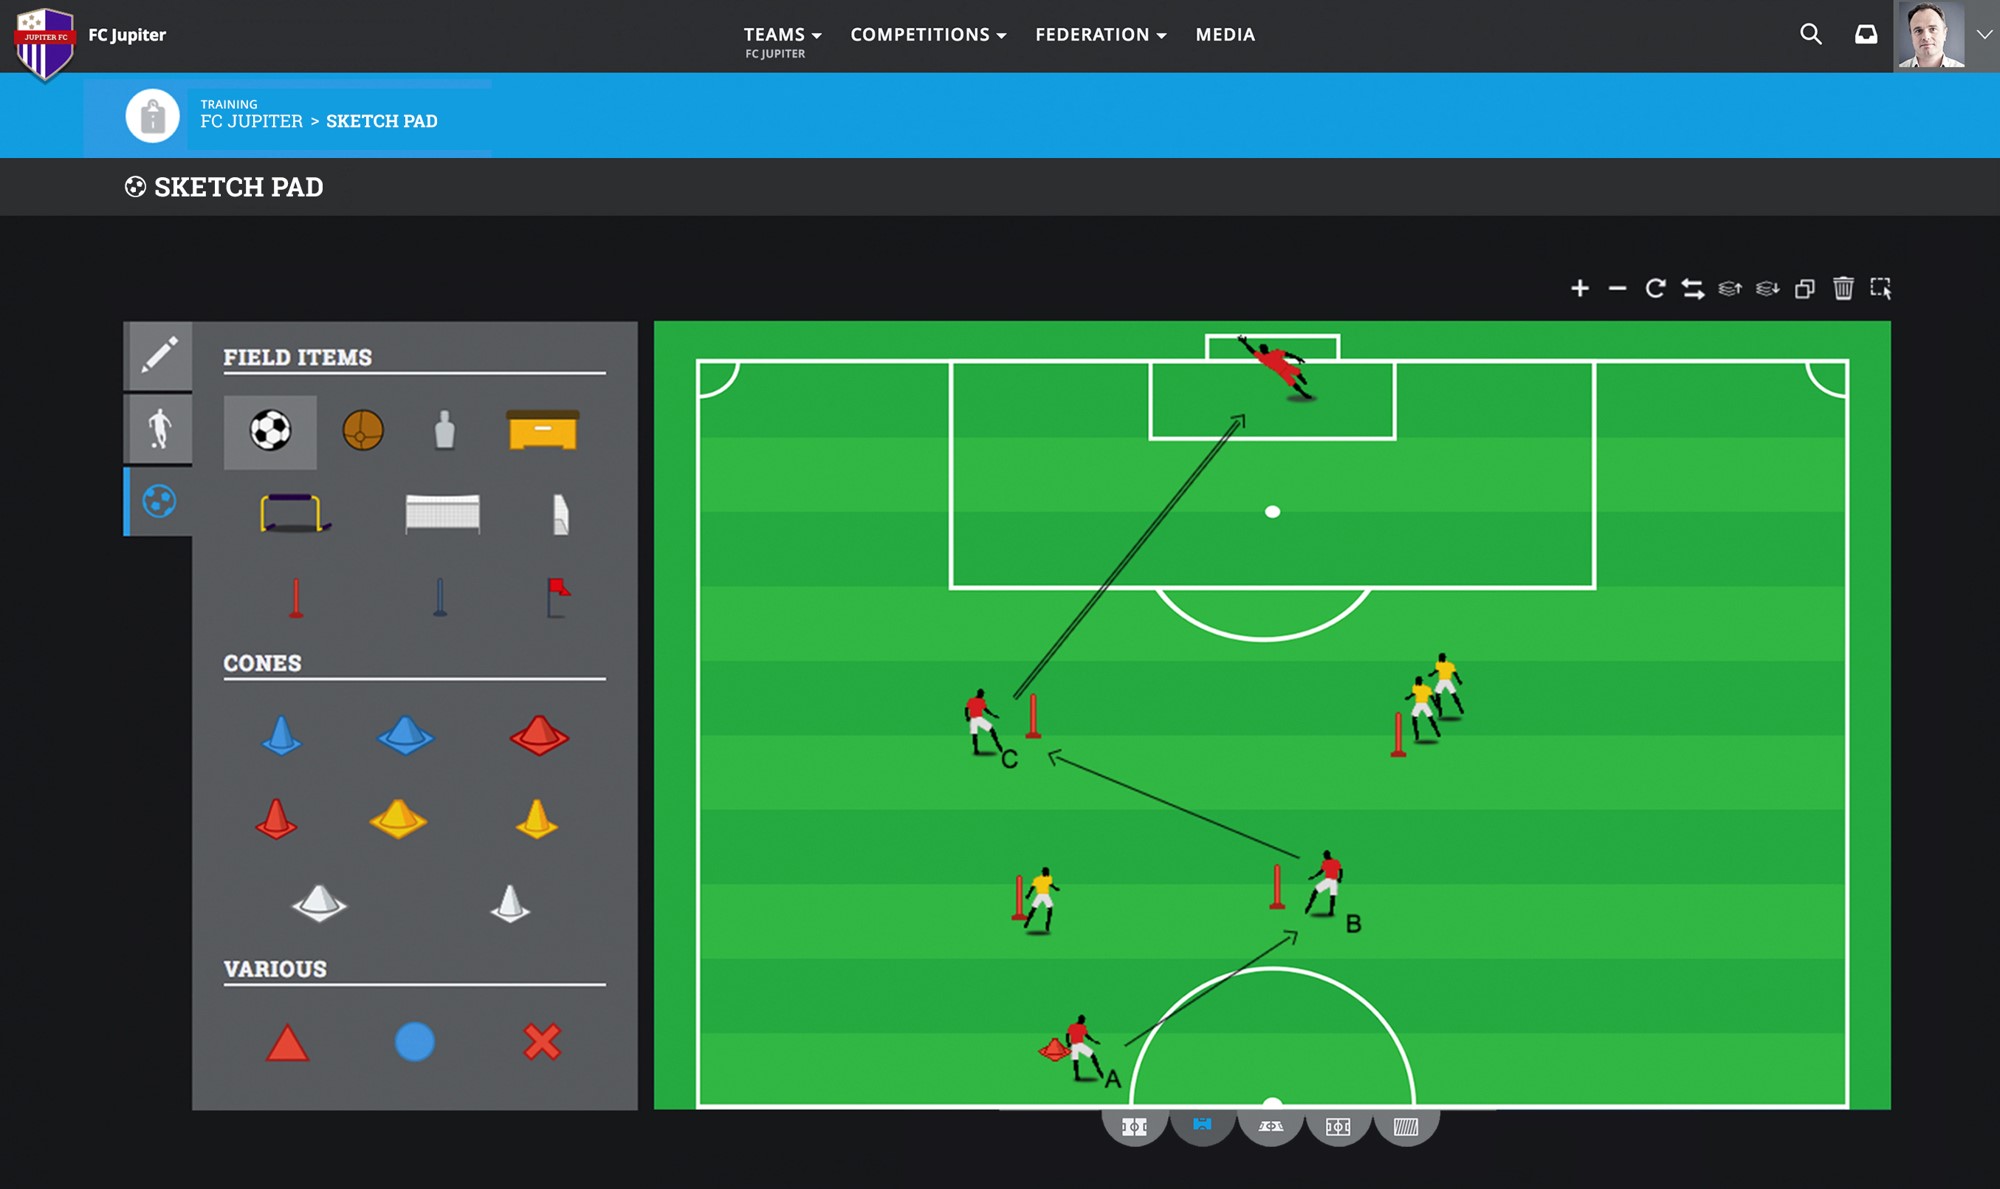 JUPITER FC
FC Jupiter
TEAMS
FC JUPITER
COMPETITIONS
FEDERATION
MEDIA
TRAINING
FC JUPITER > SKETCH PAD
SKETCH PAD
FIELD ITEMS
CONES
VARIOUS
C
B
A